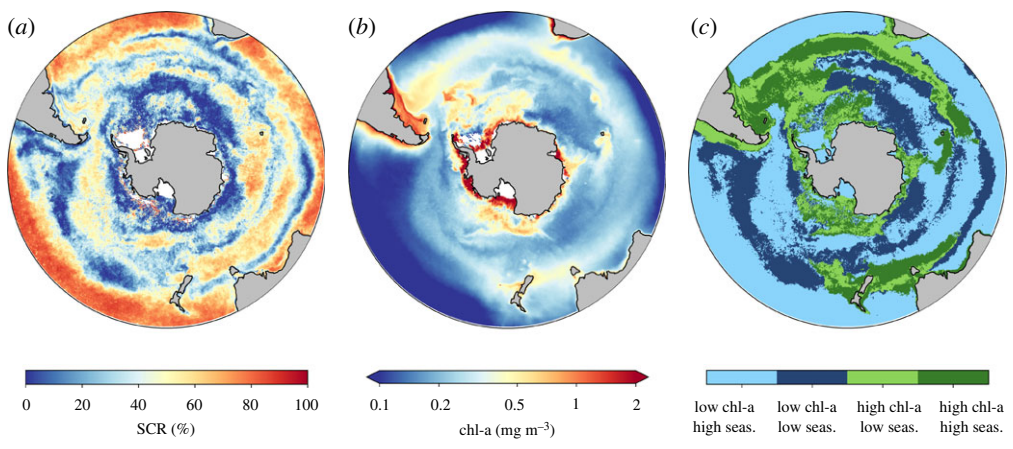 (a)
(b)
(c)
0 20 40 60 80 100
SCR (%)
0.1 0.2 0.5 1 2
chl-a (mg m⁻³)
low chl-a
high seas.
low chl-a
low seas.
high chl-a
low seas.
high chl-a
high seas.